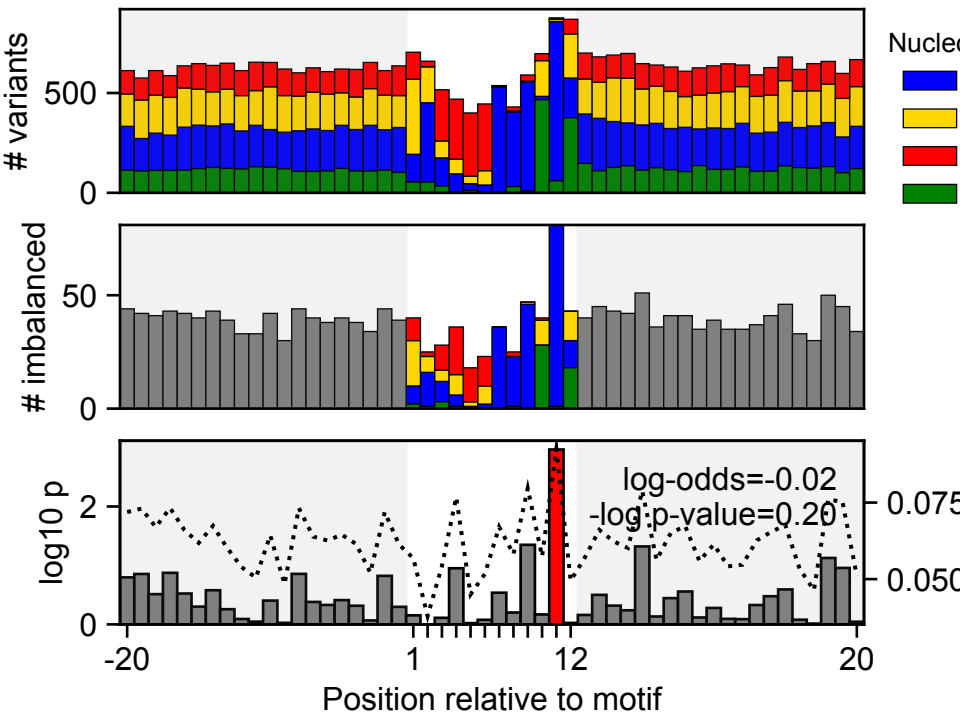 # variants
500
0
Nucleo
# imbalanced
50
0
log10 p
2
0
log-odds=-0.02
-log p-value=0.20
0.075
0.050
-20
1
12
20
Position relative to motif